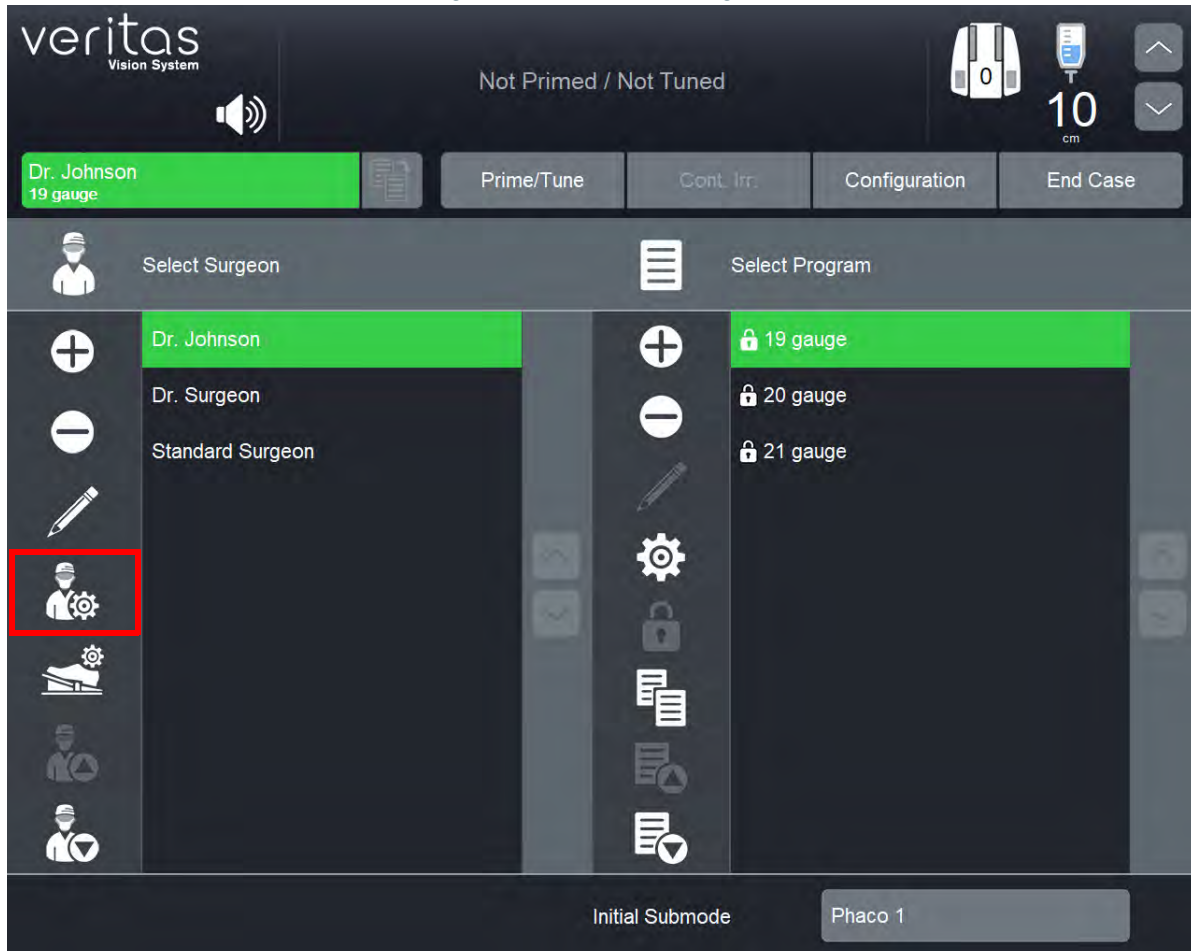 veritas
Vision System
Not Primed / Not Tuned
0
10
cm
Dr. Johnson
19 gauge
Prime/Tune
Cont. Irr.
Configuration
End Case
Select Surgeon
Select Program
Dr. Johnson
Dr. Surgeon
Standard Surgeon
19 gauge
20 gauge
21 gauge
Initial Submode
Phaco 1